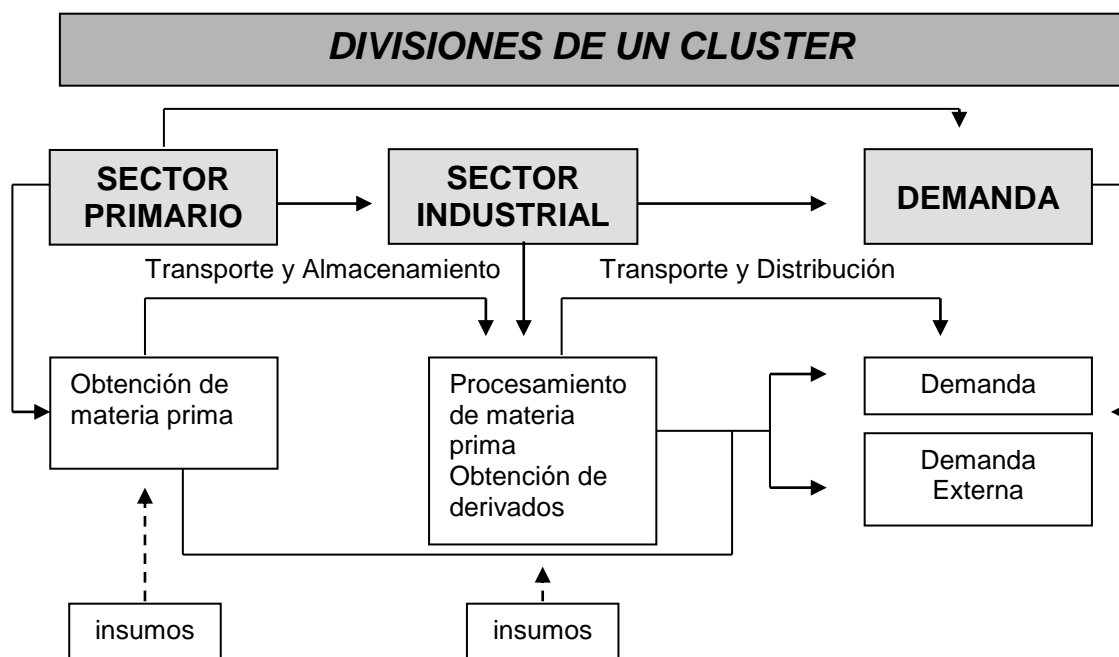 DIVISIONES DE UN CLUSTER
SECTOR
PRIMARIO
SECTOR
INDUSTRIAL
DEMANDA
Transporte y Almacenamiento
Transporte y Distribución
Obtención de
materia prima
Procesamiento
de materia
prima
Obtención de
derivados
Demanda
Demanda
Externa
insumos
insumos